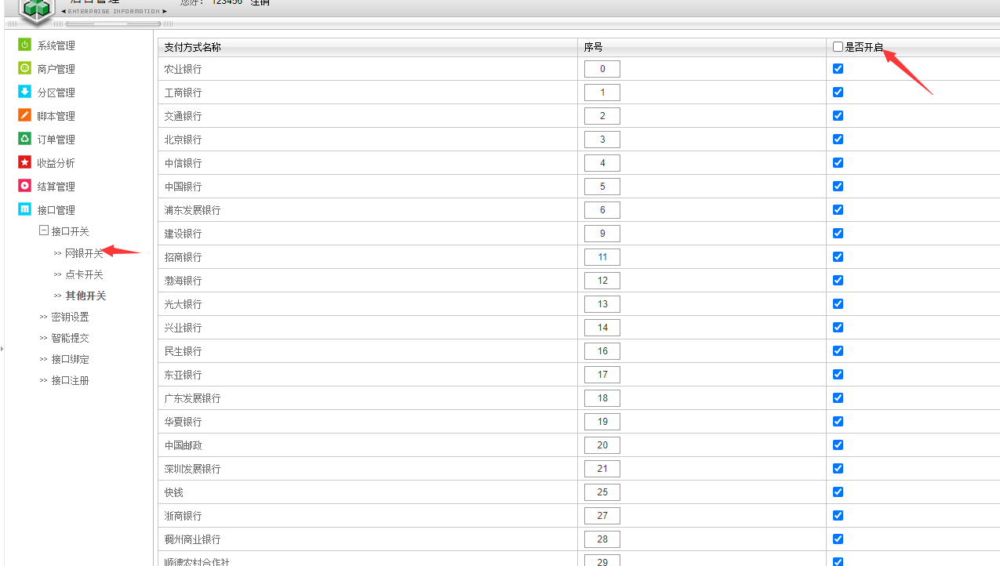 后台管理
ENTERPRISE INFORMATION
您好： 123456 注销
系统管理
商户管理
分区管理
脚本管理
订单管理
收益分析
结算管理
接口管理
接口开关
>> 网银开关
>> 点卡开关
>> 其他开关
>> 密钥设置
>> 智能提交
>> 接口绑定
>> 接口注册
支付方式名称 序号 是否开启
农业银行 0
工商银行 1
交通银行 2
北京银行 3
中信银行 4
中国银行 5
浦东发展银行 6
建设银行 9
招商银行 11
渤海银行 12
光大银行 13
兴业银行 14
民生银行 16
东亚银行 17
广东发展银行 18
华夏银行 19
中国邮政 20
深圳发展银行 21
快钱 25
浙商银行 27
稠州商业银行 28
顺德农村合作社 29